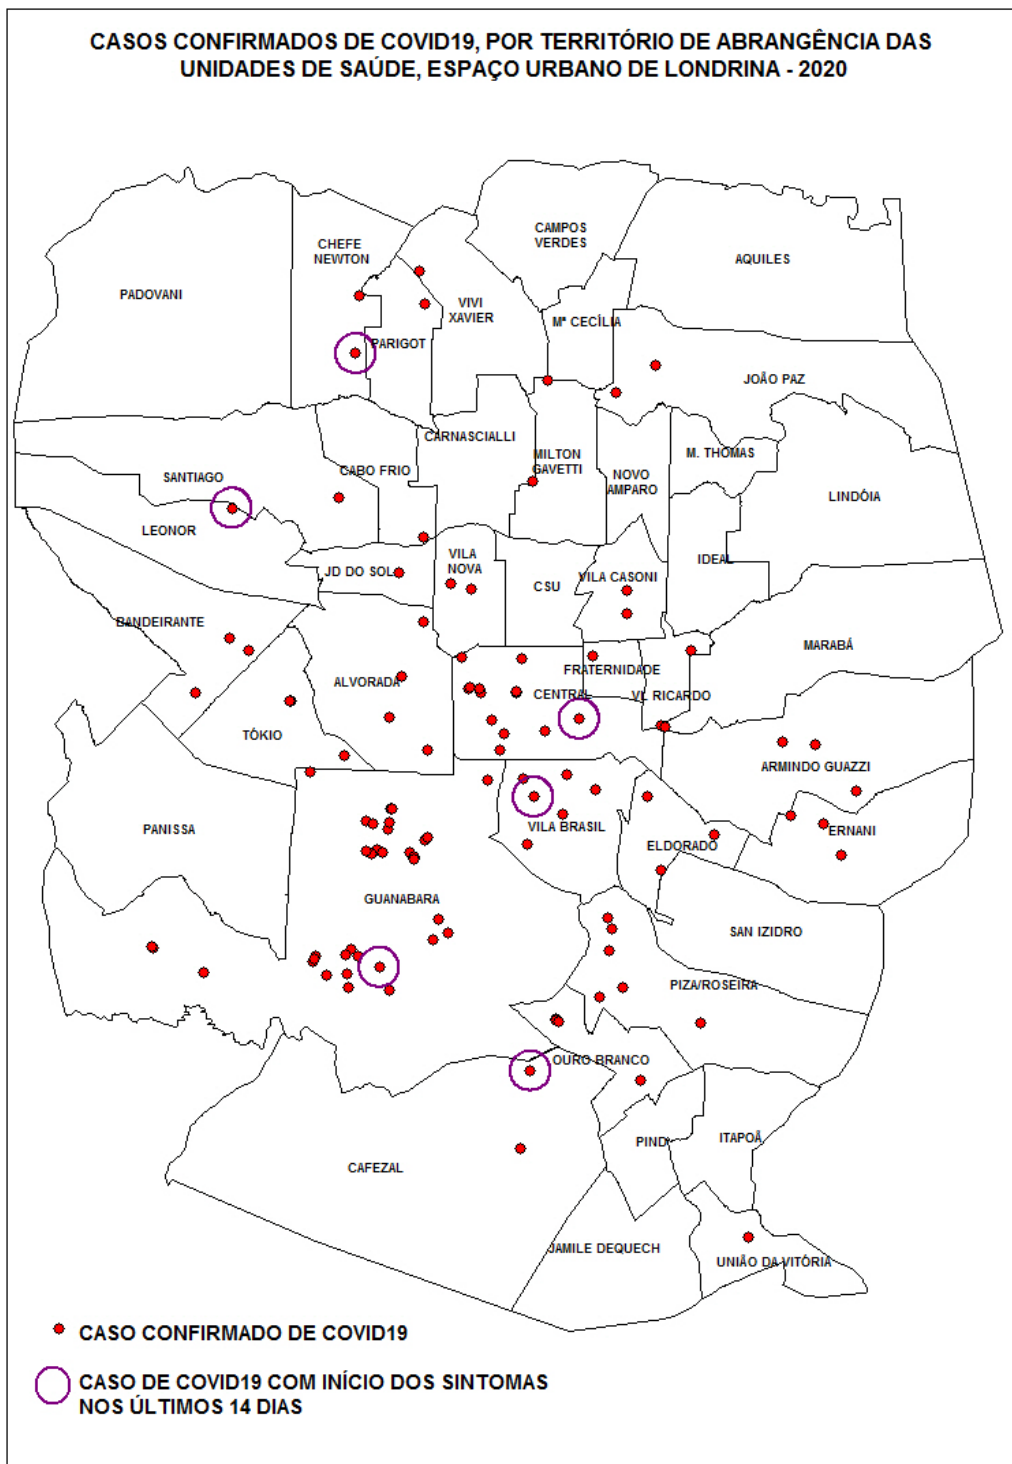 CASOS CONFIRMADOS DE COVID19, POR TERRITÓRIO DE ABRANGÊNCIA DAS
UNIDADES DE SAÚDE, ESPAÇO URBANO DE LONDRINA - 2020
CAMPOS
VERDES
CHEFE
NEWTON
AQUILES
PADOVANI
VIVI
XAVIER
Mª CECÍLIA
PARIGOT
JOÃO PAZ
CARNASCIALLI
MILTON
GAVETTI
M. THOMAS
SANTIAGO
CABO FRIO
NOVO
AMPARO
LINDÓIA
LEONOR
JD DO SOL
VILA
NOVA
CSU
VILA CASONI
IDEAL
BANDEIRANTE
MARABÁ
ALVORADA
FRATERNIDADE
CENTRAL
VL RICARDO
TÓKIO
ARMINDO GUAZZI
PANISSA
VILA BRASIL
ERNANI
ELDORADO
GUANABARA
SAN IZIDRO
PIZA/ROSEIRA
OURO BRANCO
PIND
ITAPOÃ
CAFEZAL
JAMILE DEQUECH
UNIÃO DA VITÓRIA
CASO CONFIRMADO DE COVID19
CASO DE COVID19 COM INÍCIO DOS SINTOMAS
NOS ÚLTIMOS 14 DIAS